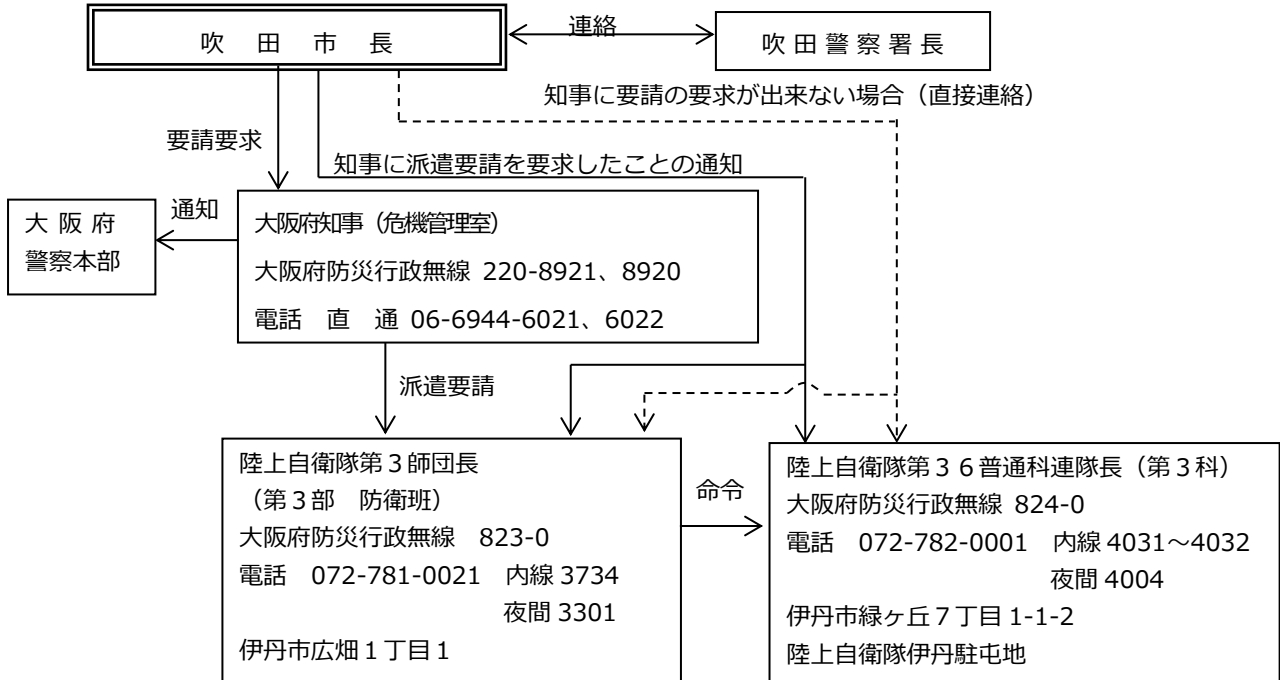 吹 田 市 長
連絡
吹田警察署長
知事に要請の要求が出来ない場合（直接連絡）
要請要求
知事に派遣要請を要求したことの通知
大阪府
警察本部
通知
大阪府知事（危機管理室）
大阪府防災行政無線 220-8921、8920
電話 直 通 06-6944-6021、6022
派遣要請
陸上自衛隊第３師団長
（第３部 防衛班）
大阪府防災行政無線 823-0
電話 072-781-0021 内線 3734
夜間 3301
伊丹市広畑１丁目１
命令
陸上自衛隊第３６普通科連隊長（第３科）
大阪府防災行政無線 824-0
電話 072-782-0001 内線 4031～4032
夜間 4004
伊丹市緑ヶ丘７丁目 1-1-2
陸上自衛隊伊丹駐屯地